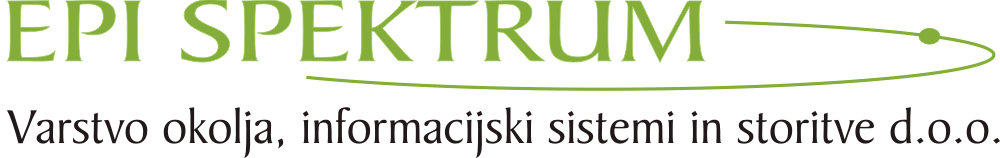 EPI SPEKTRUM
Varstvo okolja, informacijski sistemi in storitve d.o.o.